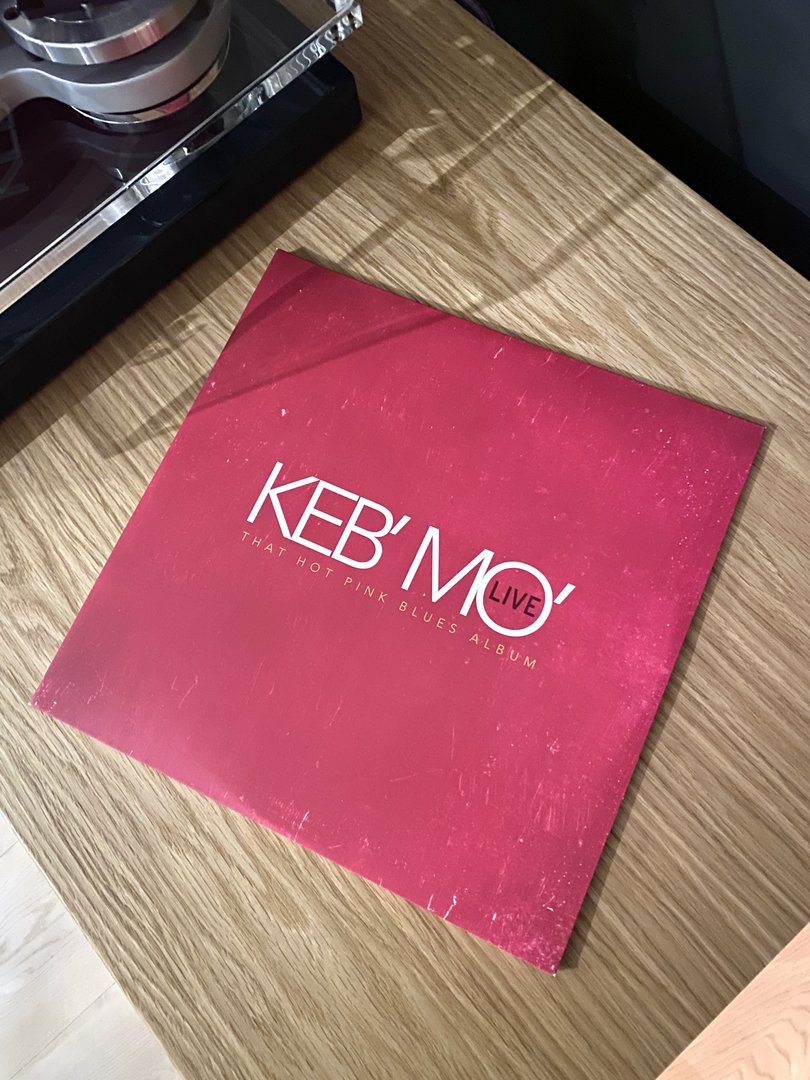 KEB' MO'
LIVE
THAT HOT PINK BLUES ALBUM